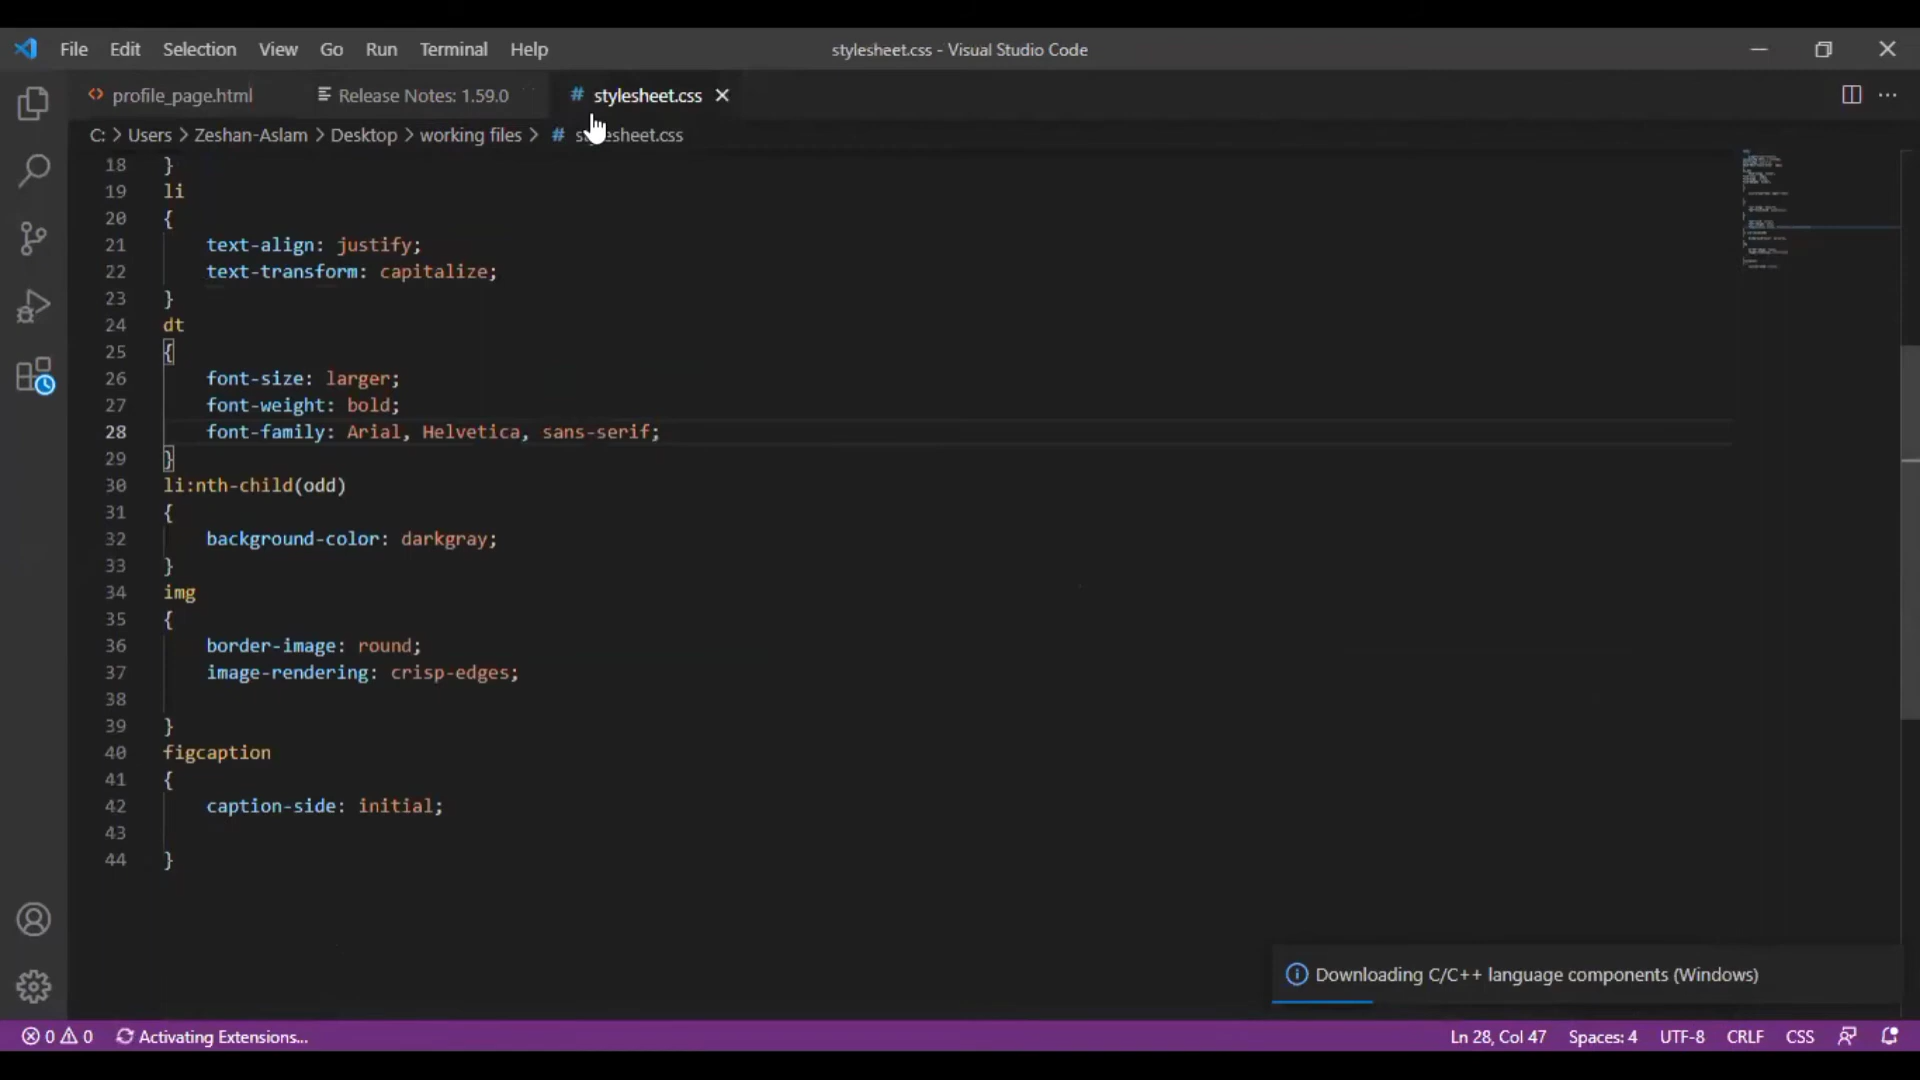 File Edit Selection View Go Run Terminal Help
stylesheet.css - Visual Studio Code
profile_page.html
Release Notes: 1.59.0
# stylesheet.css
C: > Users > Zeshan-Aslam > Desktop > working files > # stylesheet.css
18 }
19 li
20 {
21 text-align: justify;
22 text-transform: capitalize;
23 }
24 dt
25 {
26 font-size: larger;
27 font-weight: bold;
28 font-family: Arial, Helvetica, sans-serif;
29 }
30 li:nth-child(odd)
31 {
32 background-color: darkgray;
33 }
34 img
35 {
36 border-image: round;
37 image-rendering: crisp-edges;
38
39 }
40 figcaption
41 {
42 caption-side: initial;
43
44 }
Downloading C/C++ language components (Windows)
0 0 Activating Extensions... Ln 28, Col 47 Spaces: 4 UTF-8 CRLF CSS